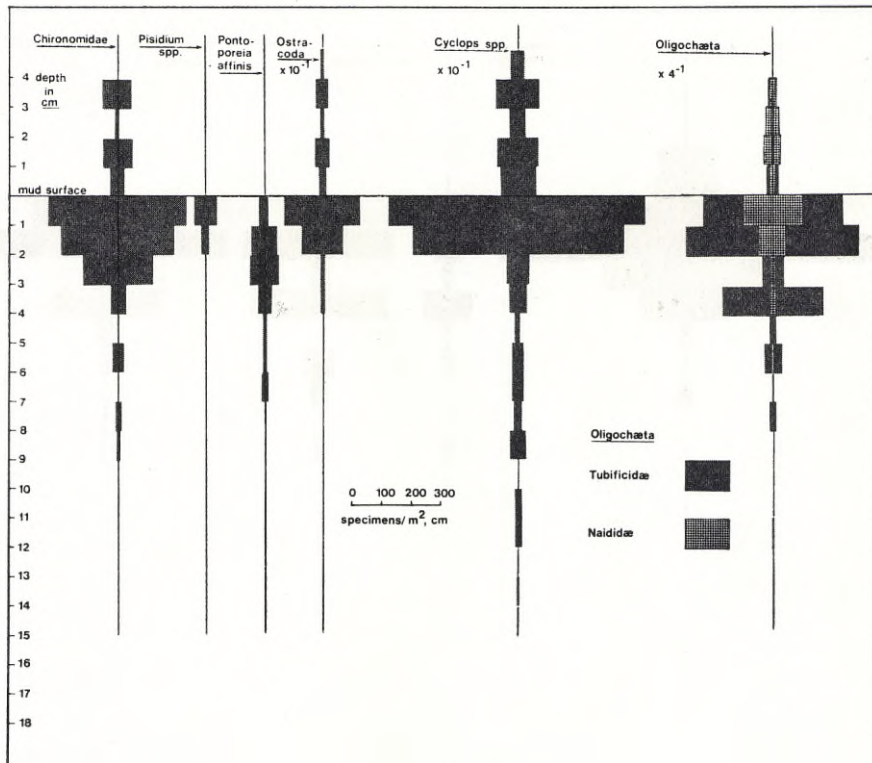 Chironomidae
Pisidium
spp.
Ponto-
poreia
affinis
Ostra-
coda
x 10⁻¹
Cyclops spp
x 10⁻¹
Oligochæta
x 4⁻¹
4 depth
in
3 cm
2
1
mud surface
1
2
3
4
5
6
7
8
9
10
11
12
13
14
15
16
17
18
0 100 200 300
specimens/m², cm
Oligochæta
Tubificidæ
Naididæ